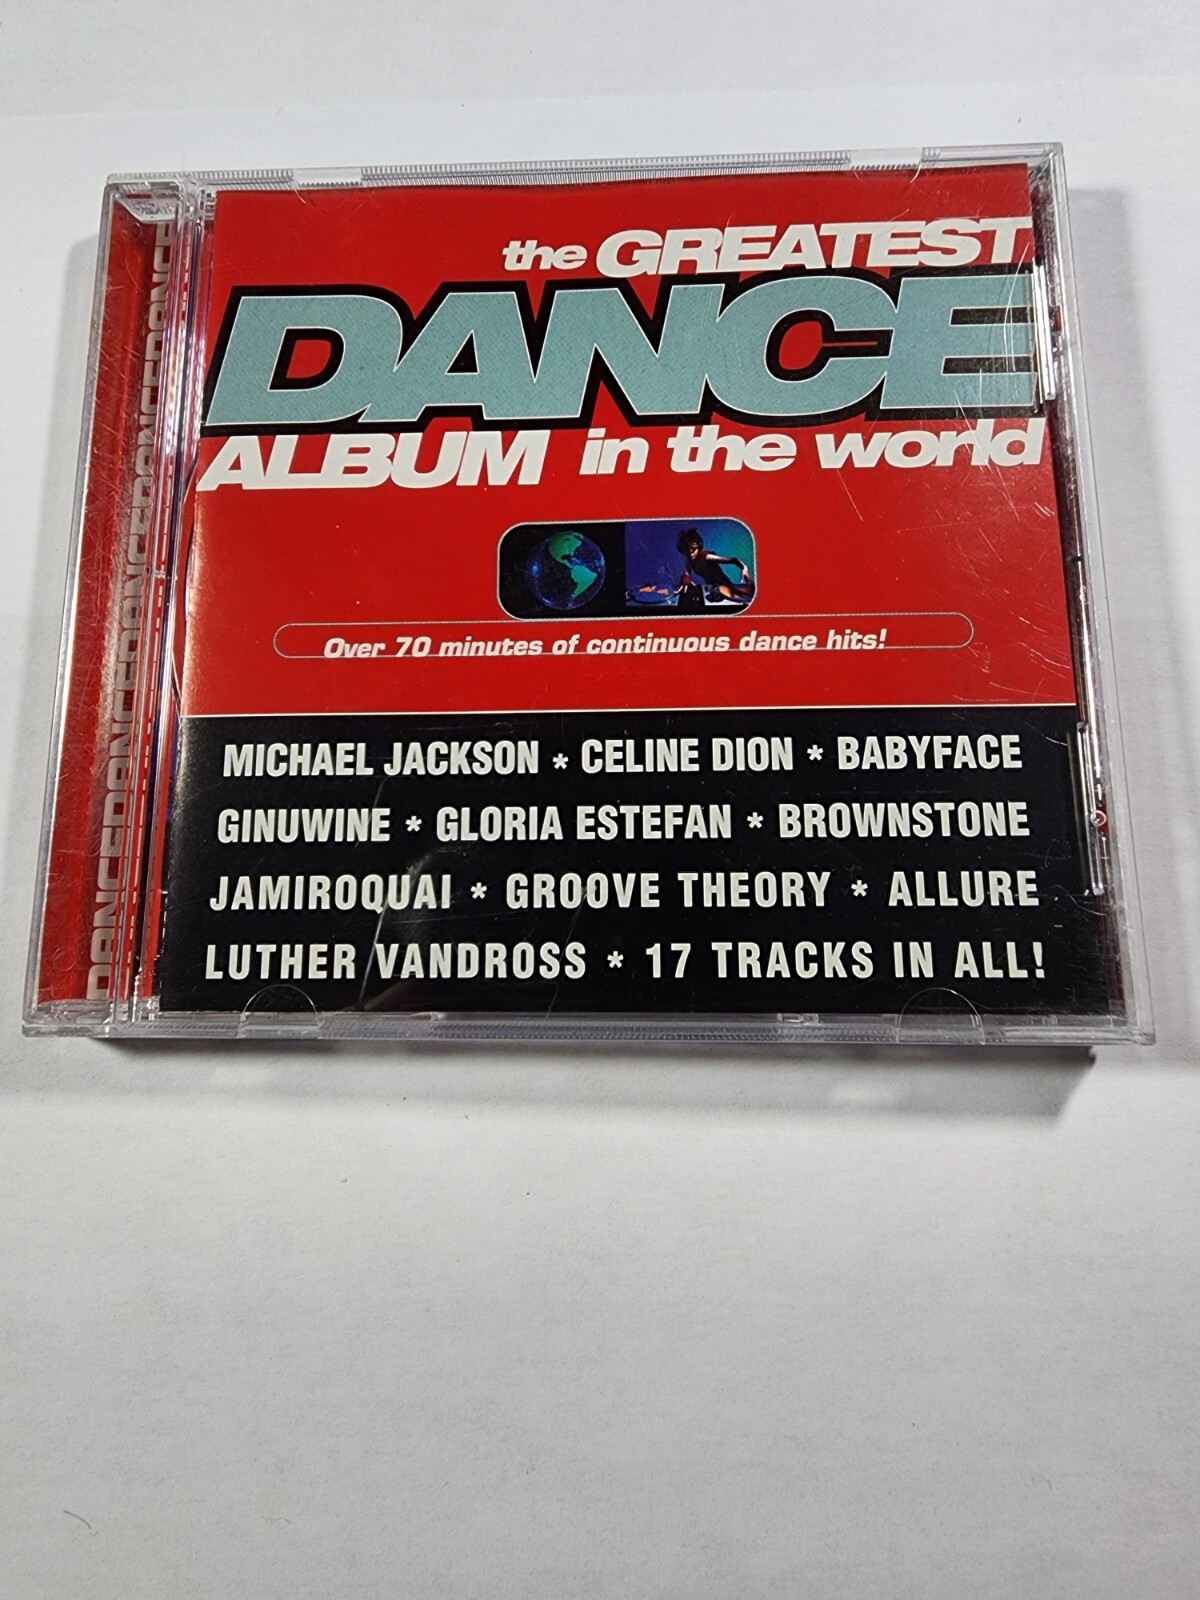 the GREATEST
DANCE
ALBUM in the world
Over 70 minutes of continuous dance hits!
MICHAEL JACKSON * CELINE DION * BABYFACE
GINUWINE * GLORIA ESTEFAN * BROWNSTONE
JAMIROQUAI * GROOVE THEORY * ALLURE
LUTHER VANDROSS * 17 TRACKS IN ALL!
DANCEDANCEDANCEDANCEDANCE